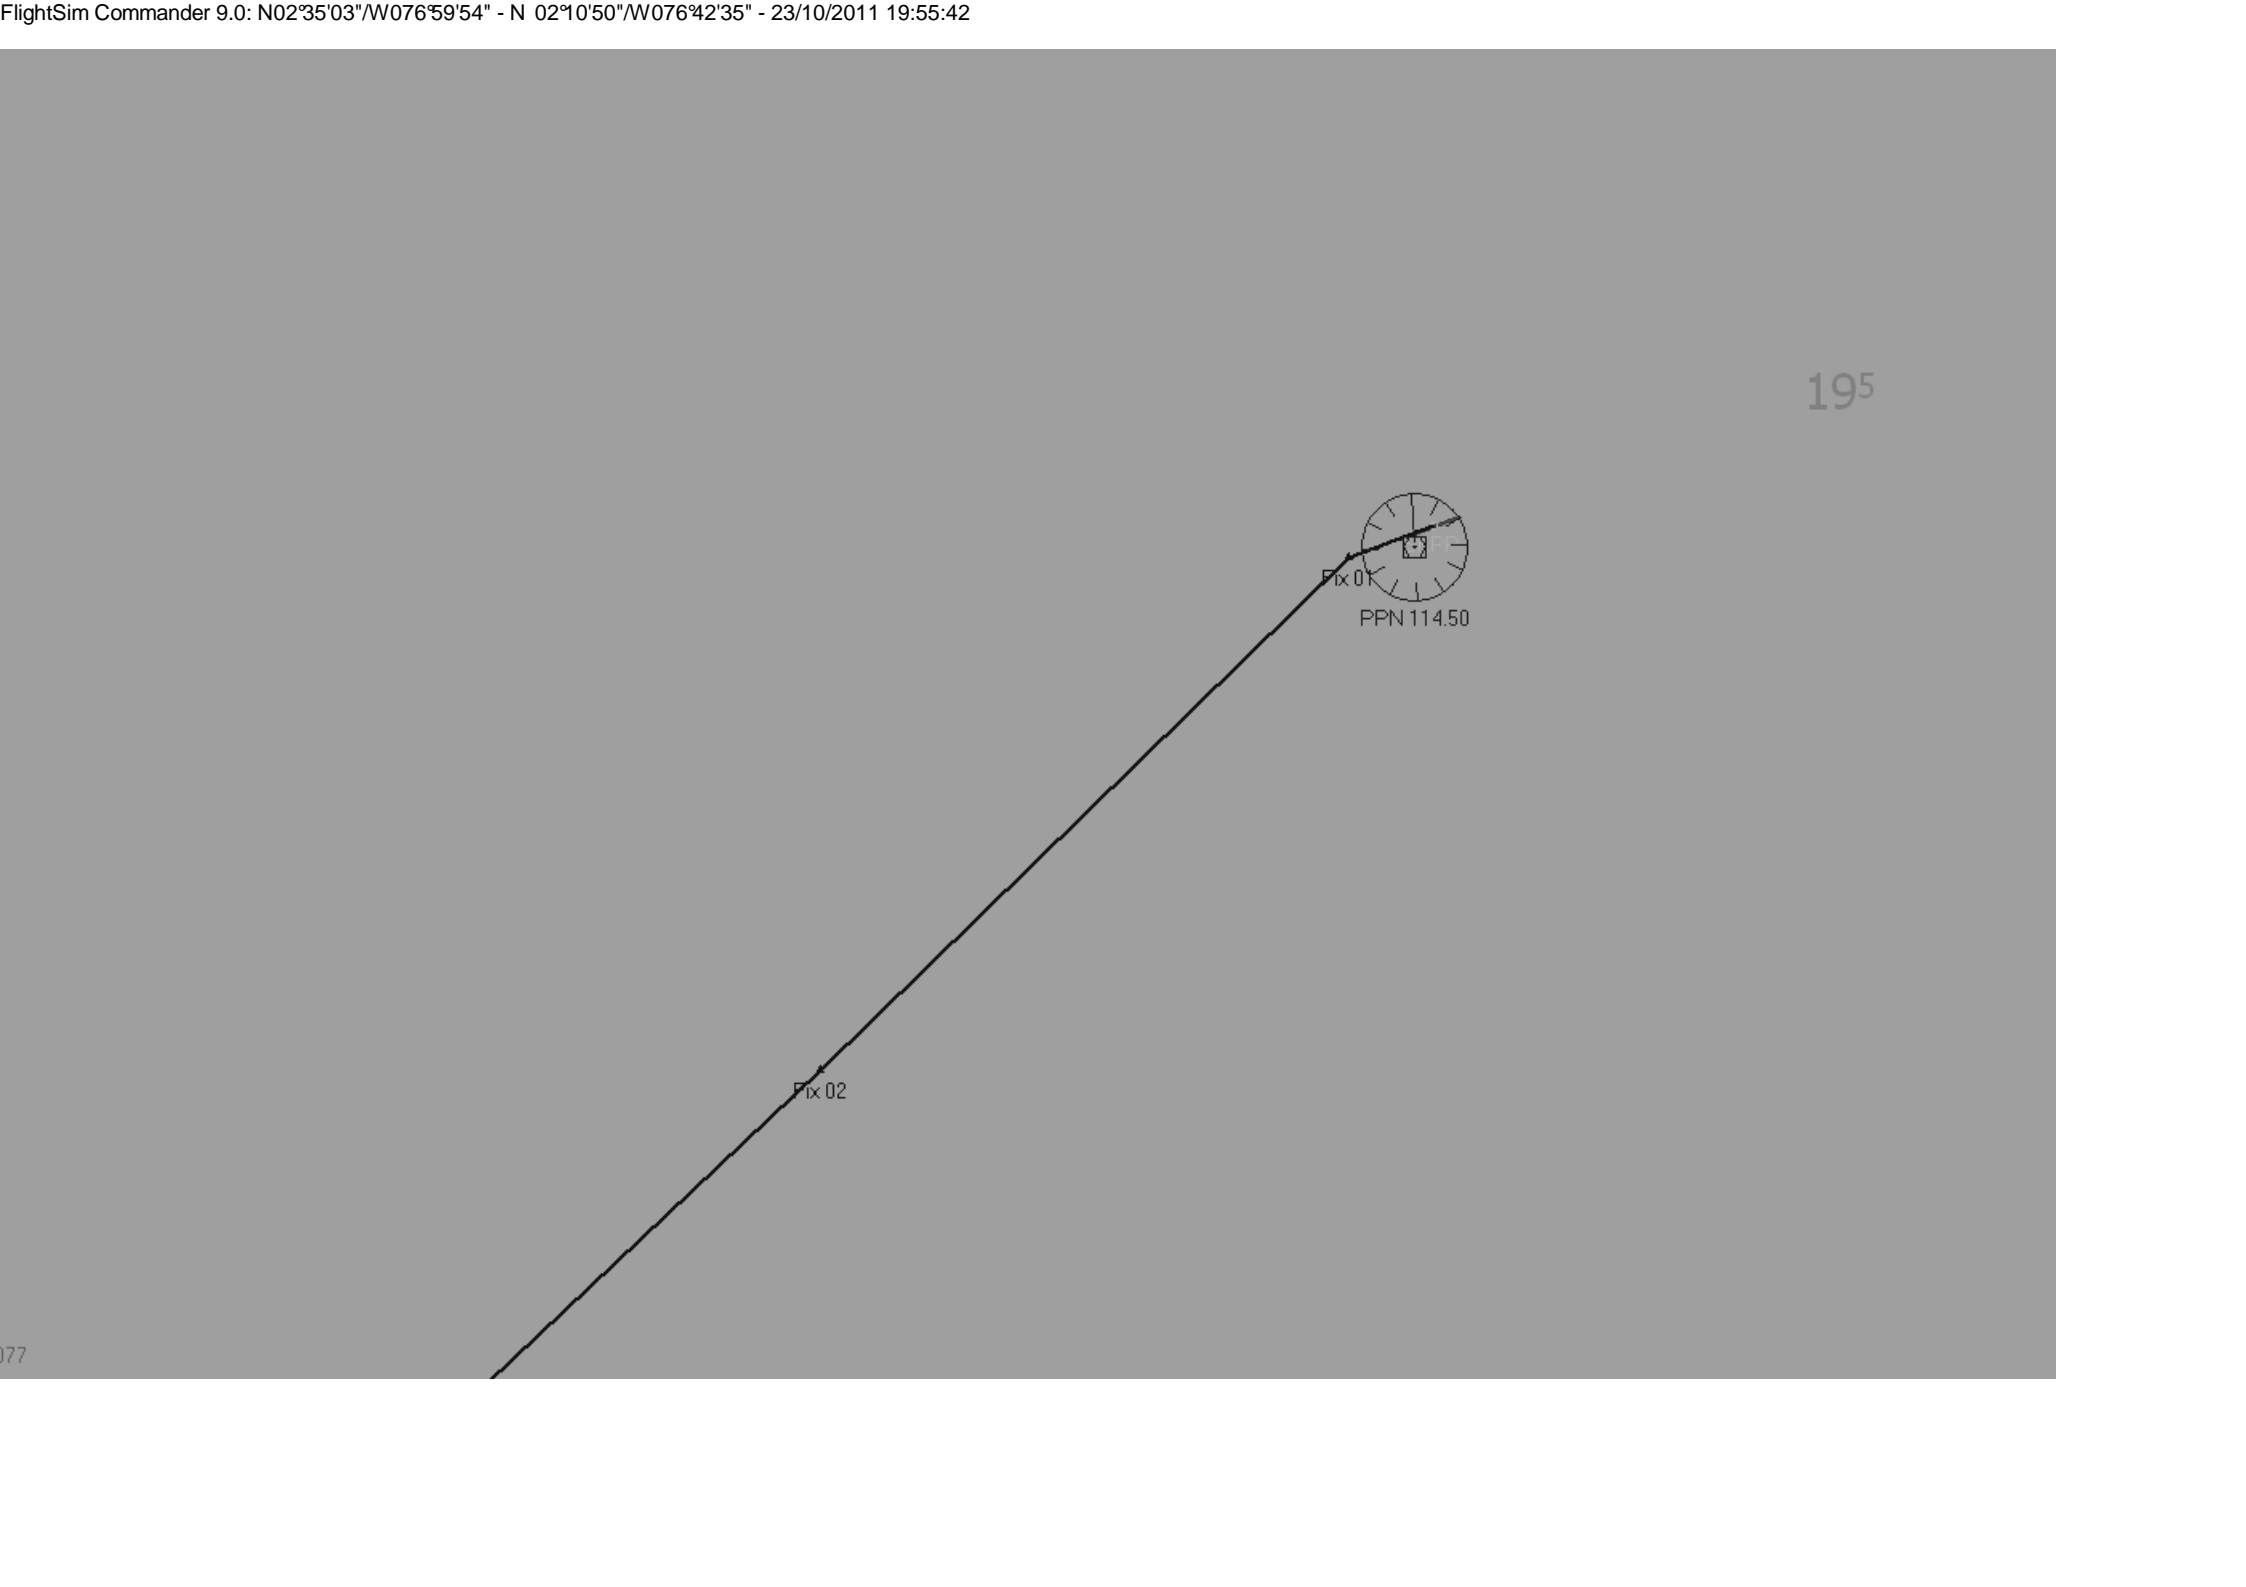 FlightSim Commander 9.0: N02°35'03"/W076°59'54" - N 02°10'50"/W076°42'35" - 23/10/2011 19:55:42
19⁵
PP
Fix 01
PPN 114.50
Fix 02
077